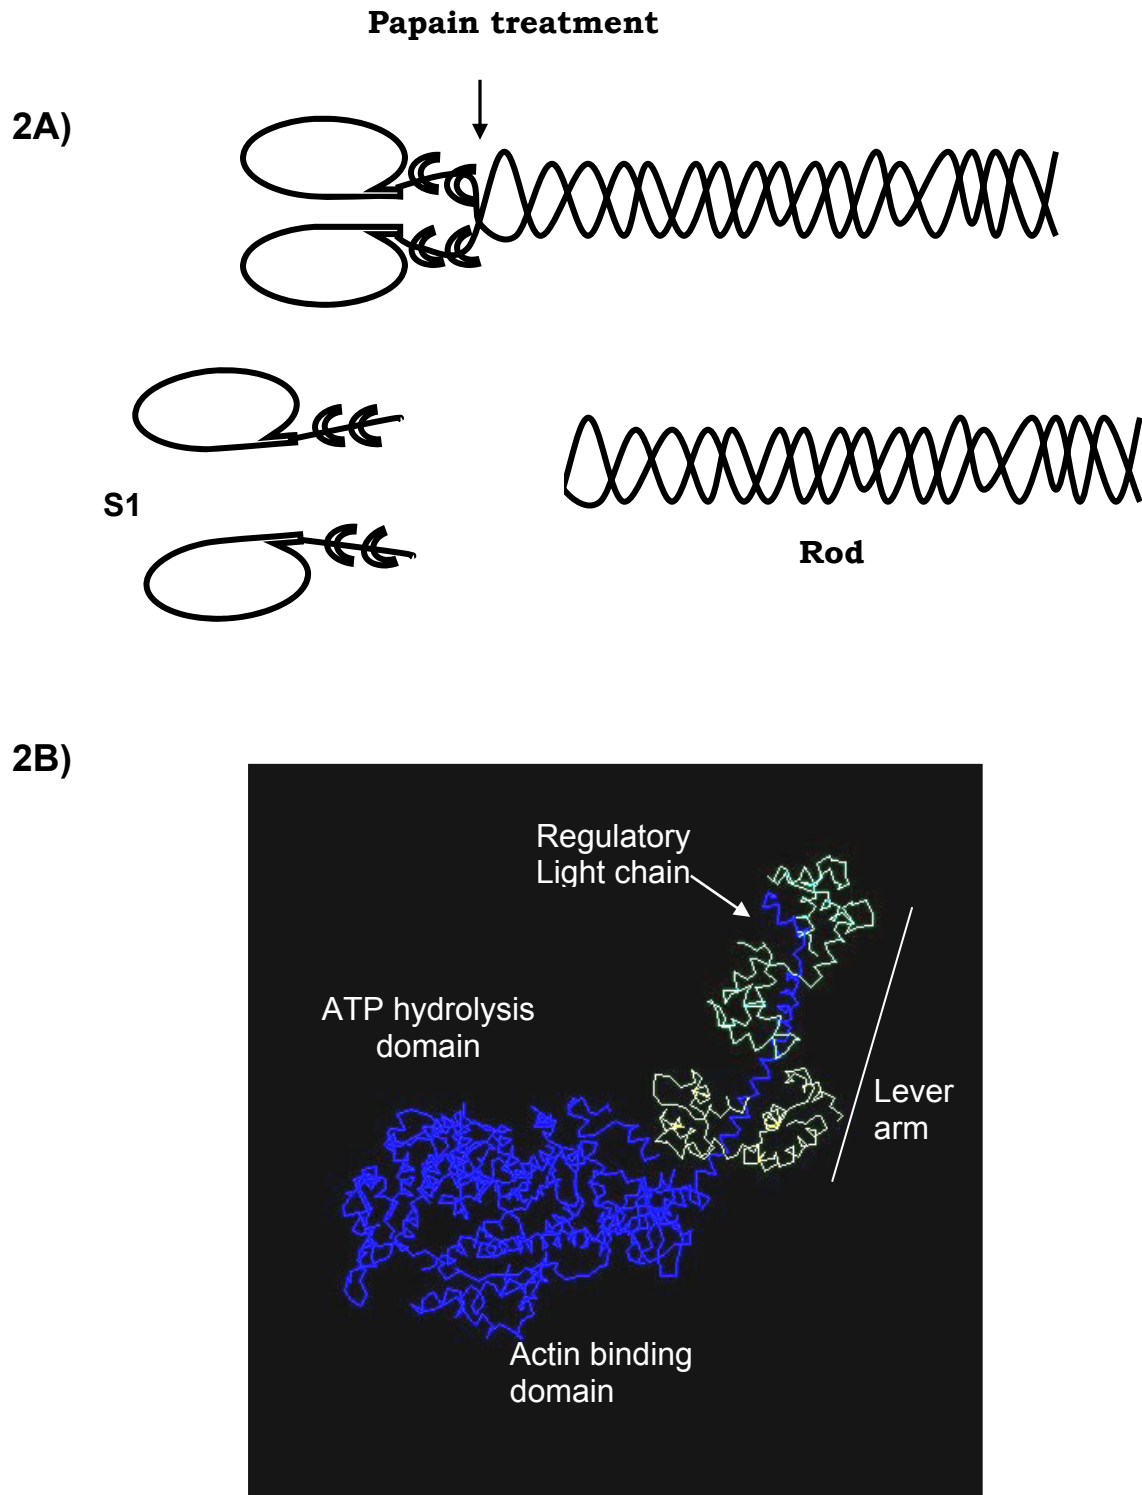 Papain treatment
2A)
S1
Rod
2B)
Regulatory
Light chain
ATP hydrolysis
domain
Lever
arm
Actin binding
domain